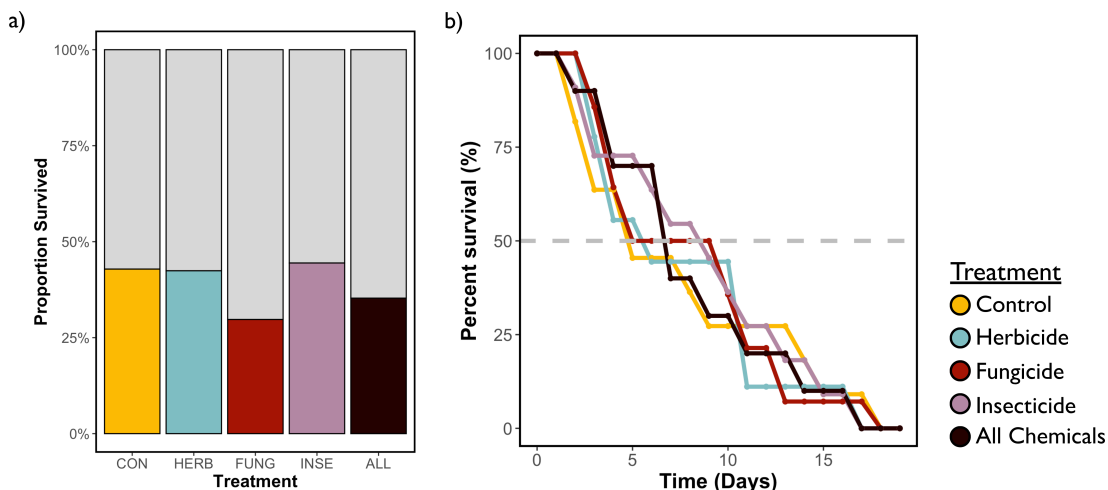 a)
100%
75%
50%
25%
0%
Proportion Survived
CON HERB FUNG INSE ALL
Treatment
b)
100
75
50
25
0
Percent survival (%)
0 5 10 15
Time (Days)
Treatment
Control
Herbicide
Fungicide
Insecticide
All Chemicals